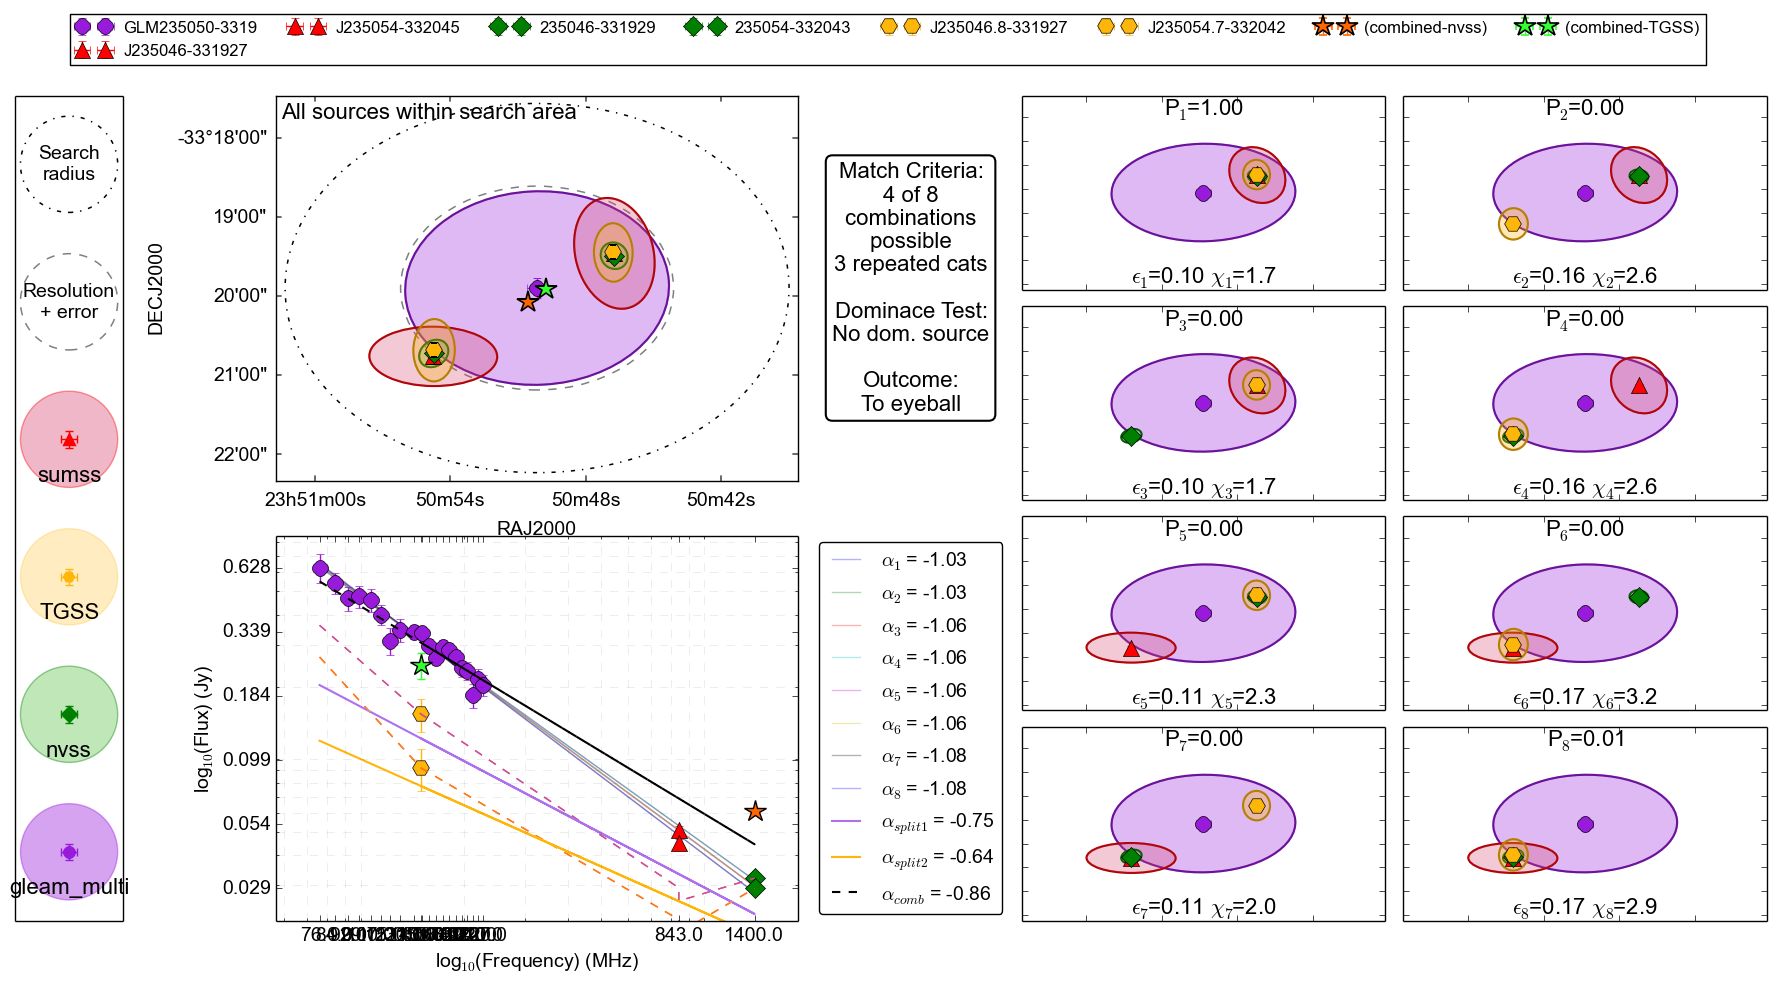 GLM235050-3319 J235054-332045 235046-331929 235054-332043 J235046.8-331927 J235054.7-332042 (combined-nvss) (combined-TGSS)
J235046-331927
Search
radius
Resolution
+ error
sumss
TGSS
nvss
gleam_multi
All sources within search area
DECJ2000
-33°18'00"
19'00"
20'00"
21'00"
22'00"
23h51m00s 50m54s 50m48s 50m42s
RAJ2000
Match Criteria:
4 of 8
combinations
possible
3 repeated cats
Dominace Test:
No dom. source
Outcome:
To eyeball
log10(Flux) (Jy)
0.628
0.339
0.184
0.099
0.054
0.029
843.0 1400.0
log10(Frequency) (MHz)
α1 = -1.03
α2 = -1.03
α3 = -1.06
α4 = -1.06
α5 = -1.06
α6 = -1.06
α7 = -1.08
α8 = -1.08
αsplit1 = -0.75
αsplit2 = -0.64
αcomb = -0.86
P1=1.00
ϵ1=0.10 χ1=1.7
P2=0.00
ϵ2=0.16 χ2=2.6
P3=0.00
ϵ3=0.10 χ3=1.7
P4=0.00
ϵ4=0.16 χ4=2.6
P5=0.00
ϵ5=0.11 χ5=2.3
P6=0.00
ϵ6=0.17 χ6=3.2
P7=0.00
ϵ7=0.11 χ7=2.0
P8=0.01
ϵ8=0.17 χ8=2.9